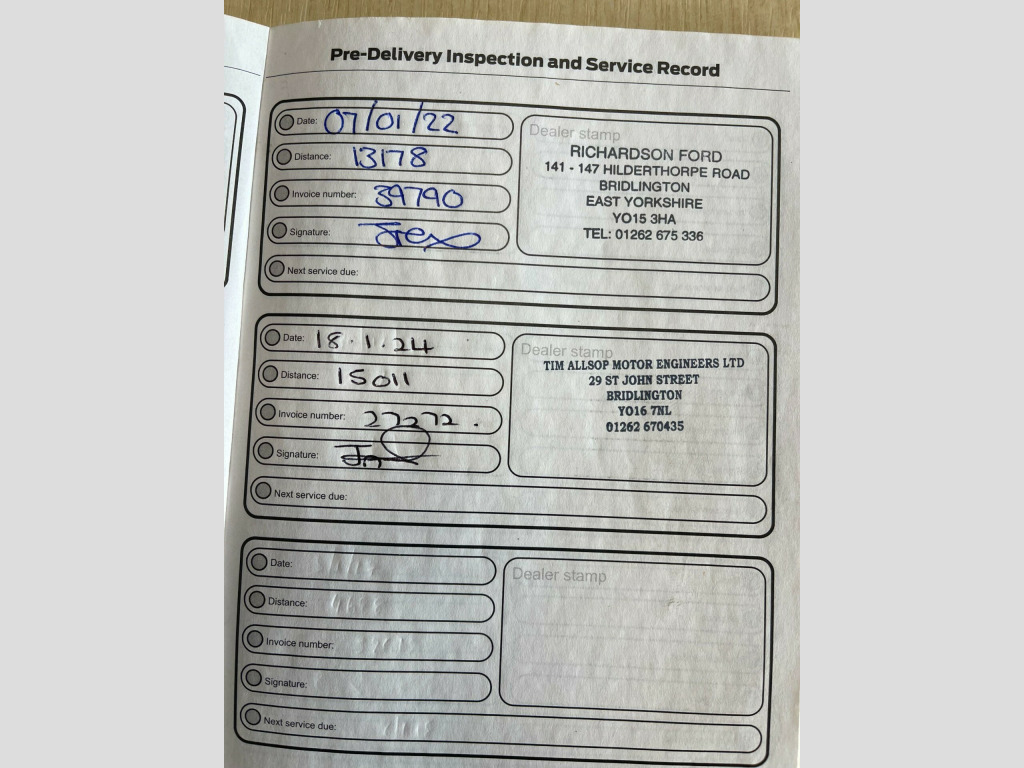 Pre-Delivery Inspection and Service Record
Date: 07/01/22
Distance: 13178
Invoice number: 39790
Signature:
Next service due:
Dealer stamp
RICHARDSON FORD
141 - 147 HILDERTHORPE ROAD
BRIDLINGTON
EAST YORKSHIRE
YO15 3HA
TEL: 01262 675 336
Date: 18.1.24
Distance: 15011
Invoice number: 27272.
Signature:
Next service due:
Dealer stamp
TIM ALLSOP MOTOR ENGINEERS LTD
29 ST JOHN STREET
BRIDLINGTON
YO16 7NL
01262 670435
Date:
Distance:
Invoice number:
Signature:
Next service due:
Dealer stamp